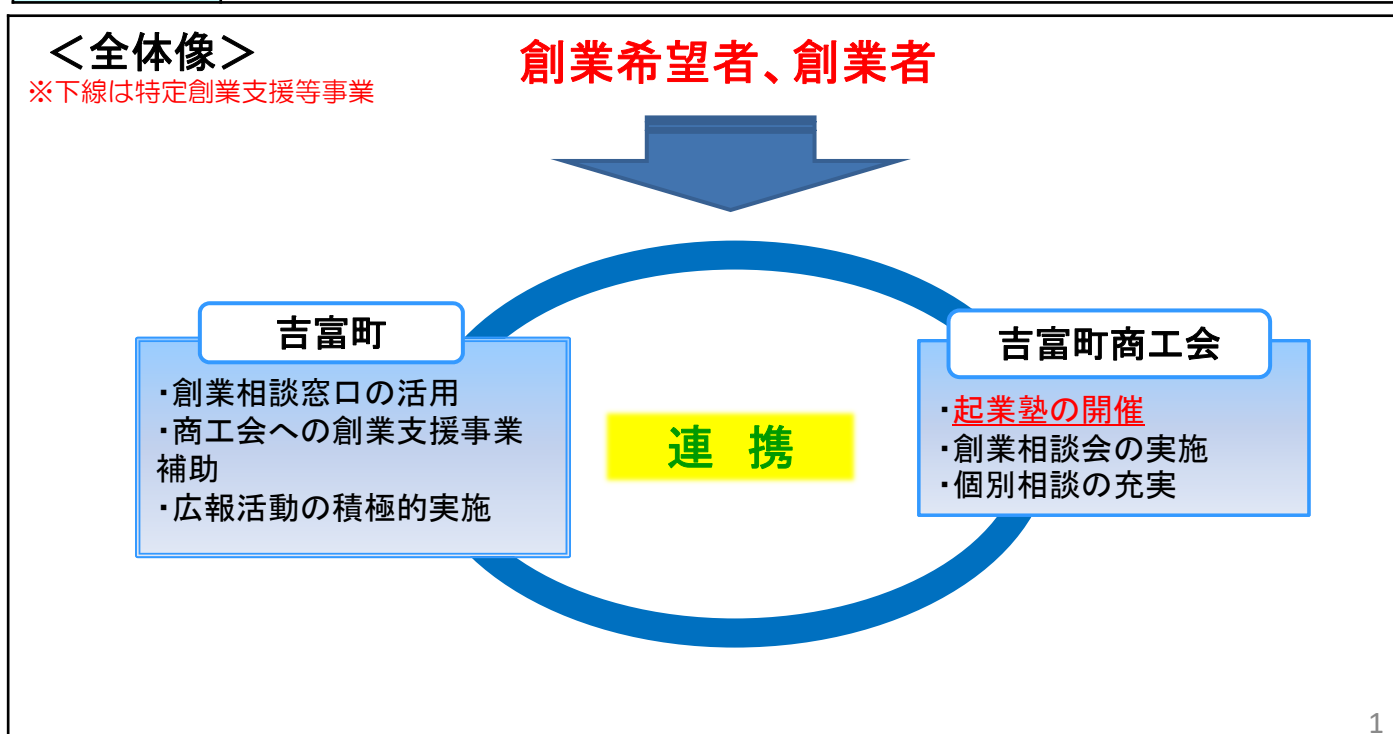 ＜全体像＞
※下線は特定創業支援等事業
創業希望者、創業者
吉富町
・創業相談窓口の活用
・商工会への創業支援事業
補助
・広報活動の積極的実施
連 携
吉富町商工会
・起業塾の開催
・創業相談会の実施
・個別相談の充実
1